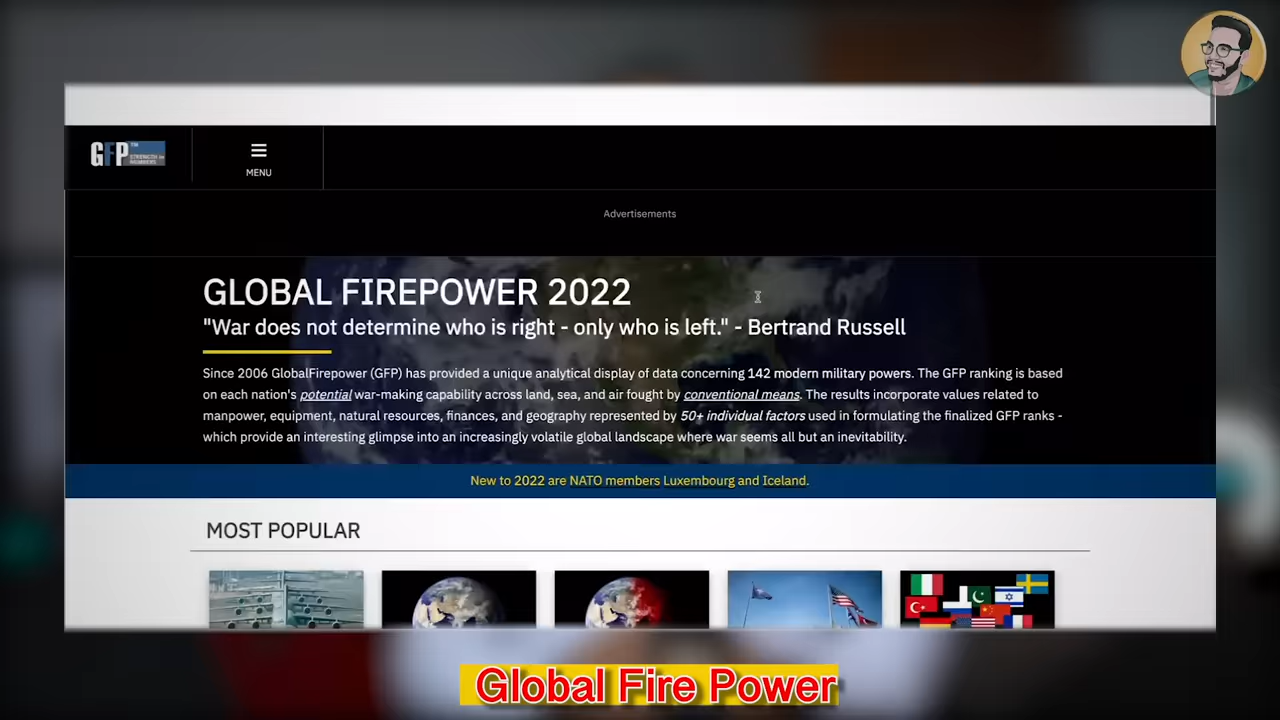 GFP
MENU
Advertisements
GLOBAL FIREPOWER 2022
"War does not determine who is right - only who is left." - Bertrand Russell
Since 2006 GlobalFirepower (GFP) has provided a unique analytical display of data concerning 142 modern military powers. The GFP ranking is based
on each nation's potential war-making capability across land, sea, and air fought by conventional means. The results incorporate values related to
manpower, equipment, natural resources, finances, and geography represented by 50+ individual factors used in formulating the finalized GFP ranks -
which provide an interesting glimpse into an increasingly volatile global landscape where war seems all but an inevitability.
New to 2022 are NATO members Luxembourg and Iceland.
MOST POPULAR
Global Fire Power